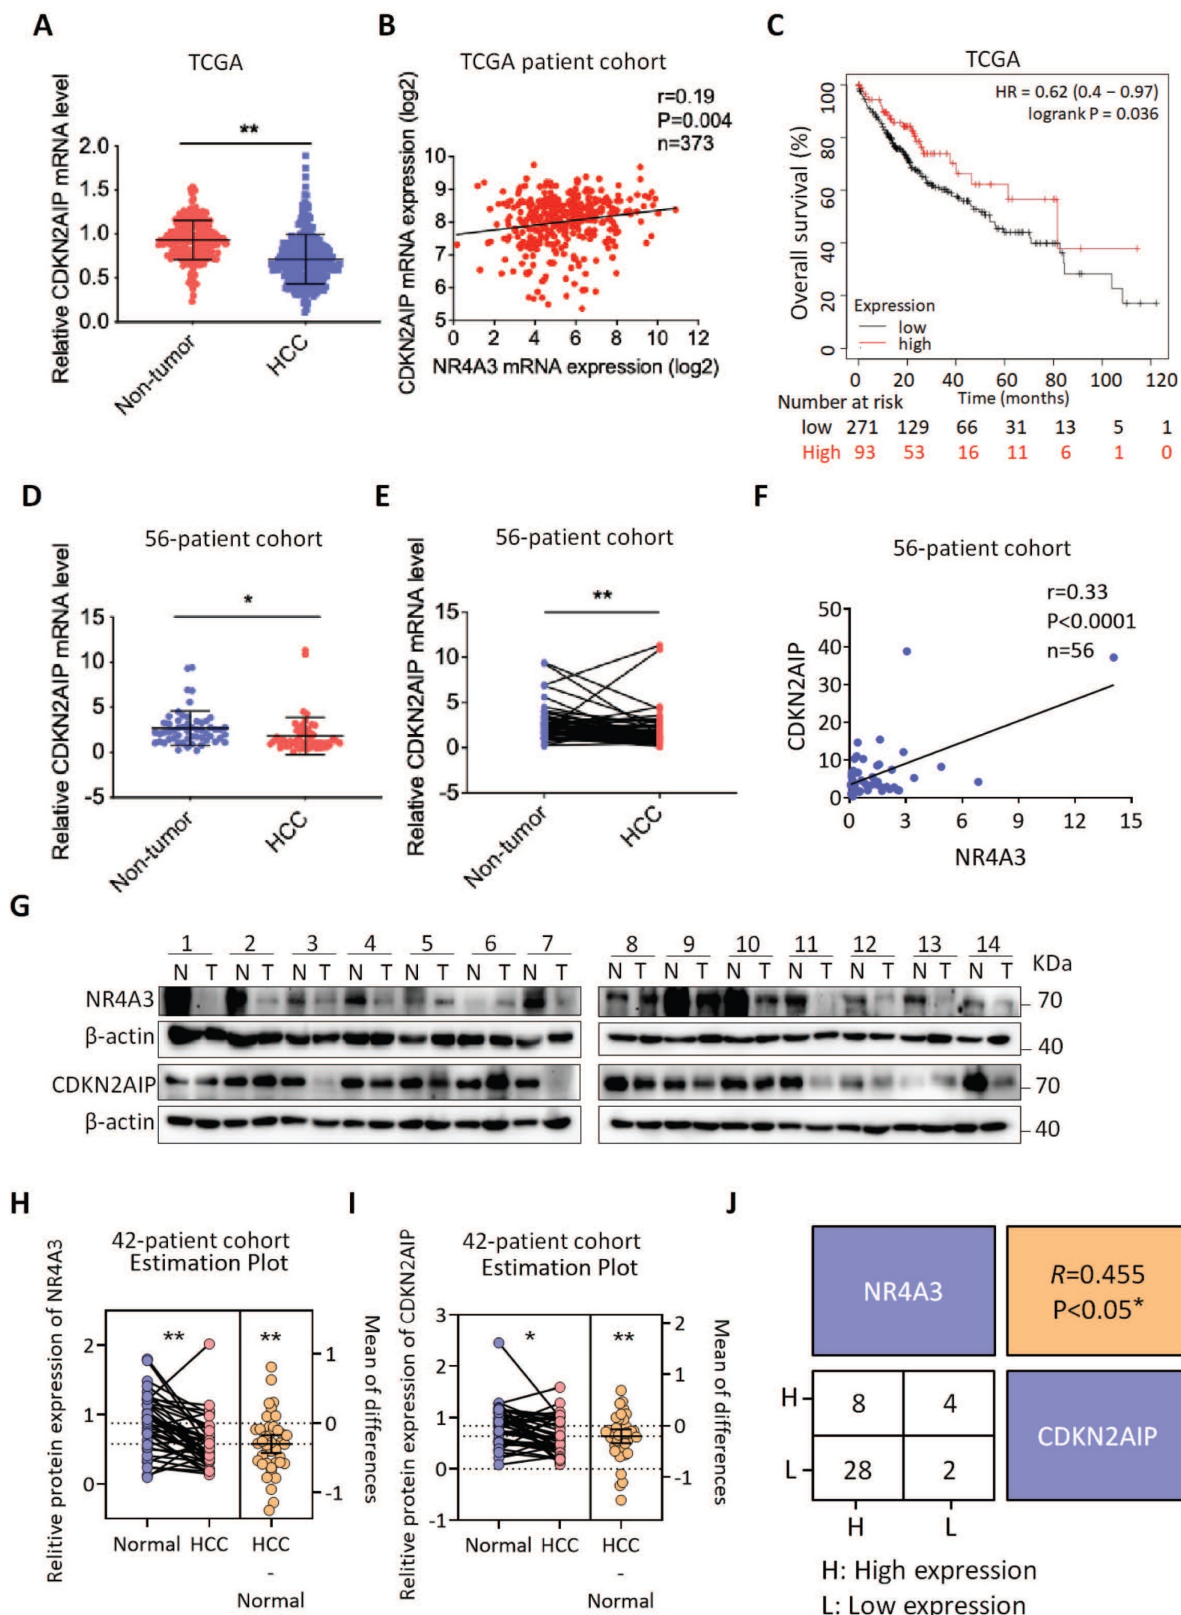 A
TCGA
Relative CDKN2AIP mRNA level
**
2.0
1.5
1.0
0.5
0.0
Non-tumor
HCC
B
TCGA patient cohort
CDKN2AIP mRNA expression (log2)
r=0.19
P=0.004
n=373
10
9
8
7
6
5
0 2 4 6 8 10 12
NR4A3 mRNA expression (log2)
C
TCGA
HR = 0.62 (0.4 – 0.97)
logrank P = 0.036
Overall survival (%)
100
80
60
40
20
0
Expression
low
high
0 20 40 60 80 100 120
Time (months)
Number at risk
low 271 129 66 31 13 5 1
High 93 53 16 11 6 1 0
D
56-patient cohort
Relative CDKN2AIP mRNA level
*
15
10
5
0
-5
Non-tumor
HCC
E
56-patient cohort
Relative CDKN2AIP mRNA level
**
15
10
5
0
-5
Non-tumor
HCC
F
56-patient cohort
r=0.33
P<0.0001
n=56
CDKN2AIP
50
40
30
20
10
0
0 3 6 9 12 15
NR4A3
G
1 2 3 4 5 6 7 8 9 10 11 12 13 14
N T N T N T N T N T N T N T N T N T N T N T N T N T N T KDa
NR4A3 70
β-actin 40
CDKN2AIP 70
β-actin 40
H
42-patient cohort
Estimation Plot
Relitive protein expression of NR4A3
** **
2
1
0
1
0
-1
Mean of differences
Normal HCC HCC
-
Normal
I
42-patient cohort
Estimation Plot
Relitive protein expression of CDKN2AIP
* **
3
2
1
0
-1
2
1
0
-1
Mean of differences
Normal HCC HCC
-
Normal
J
NR4A3
R=0.455
P<0.05*
H 8 4
L 28 2
CDKN2AIP
H L
H: High expression
L: Low expression